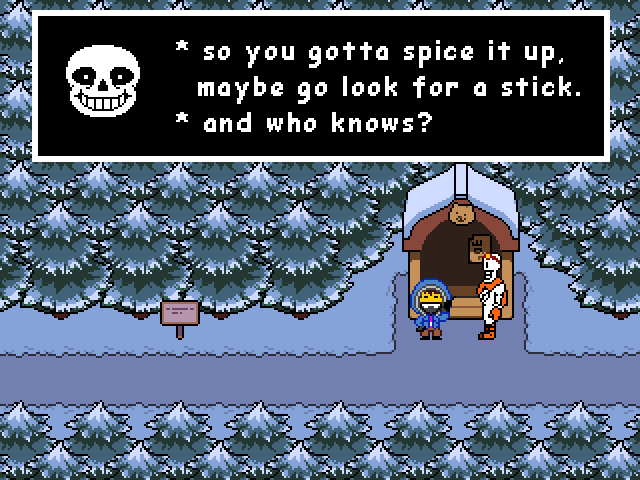 * so you gotta spice it up,
maybe go look for a stick.
* and who knows?